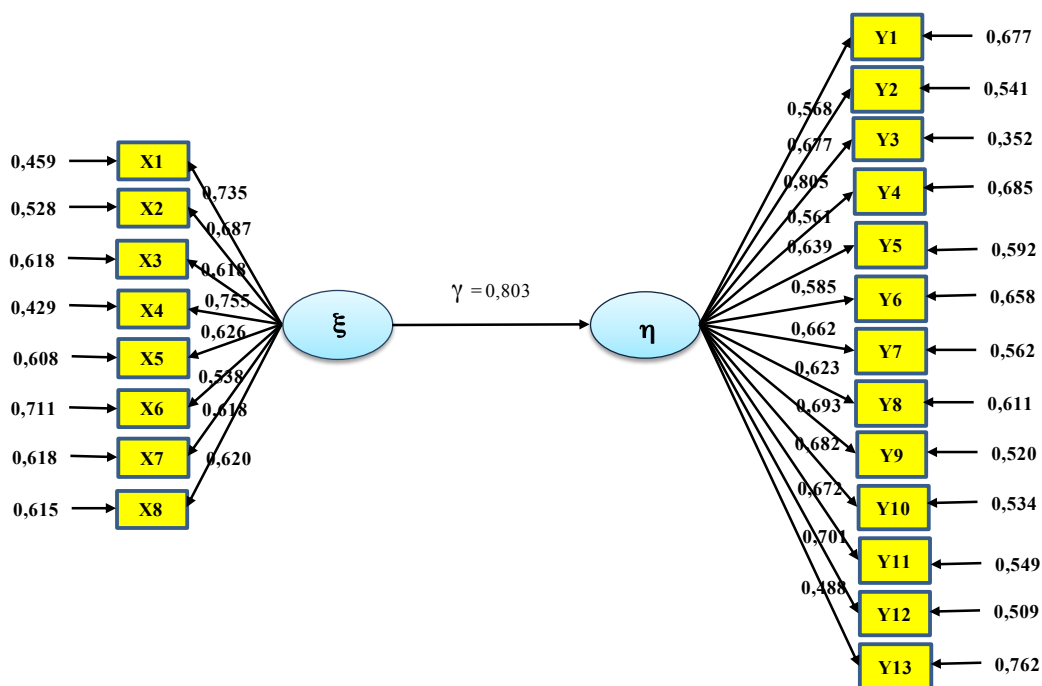 0,459 X1 0,735
0,528 X2 0,687
0,618 X3 0,618
0,429 X4 0,755
0,608 X5 0,626
0,711 X6 0,538
0,618 X7 0,618
0,615 X8 0,620
ξ
γ = 0,803
η
0,568 Y1 0,677
0,677 Y2 0,541
0,805 Y3 0,352
0,561 Y4 0,685
0,639 Y5 0,592
0,585 Y6 0,658
0,662 Y7 0,562
0,623 Y8 0,611
0,693 Y9 0,520
0,682 Y10 0,534
0,672 Y11 0,549
0,701 Y12 0,509
0,488 Y13 0,762